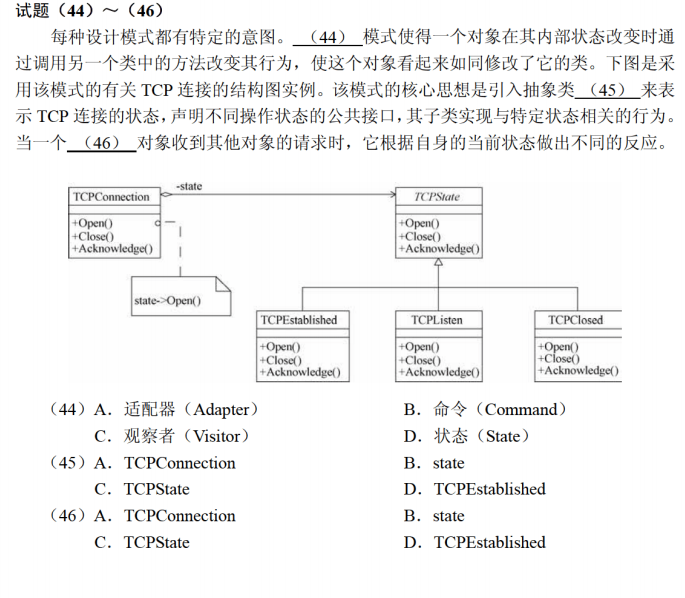 试题（44）～（46）
每种设计模式都有特定的意图。 （44） 模式使得一个对象在其内部状态改变时通
过调用另一个类中的方法改变其行为，使这个对象看起来如同修改了它的类。下图是采
用该模式的有关 TCP 连接的结构图实例。该模式的核心思想是引入抽象类 （45） 来表
示 TCP 连接的状态，声明不同操作状态的公共接口，其子类实现与特定状态相关的行为。
当一个 （46） 对象收到其他对象的请求时，它根据自身的当前状态做出不同的反应。
-state
TCPConnection
+Open()
+Close()
+Acknowledge()
TCPState
+Open()
+Close()
+Acknowledge()
state->Open()
TCPEstablished
+Open()
+Close()
+Acknowledge()
TCPListen
+Open()
+Close()
+Acknowledge()
TCPClosed
+Open()
+Close()
+Acknowledge()
（44）A．适配器（Adapter） B．命令（Command）
C．观察者（Visitor） D．状态（State）
（45）A．TCPConnection B．state
C．TCPState D．TCPEstablished
（46）A．TCPConnection B．state
C．TCPState D．TCPEstablished